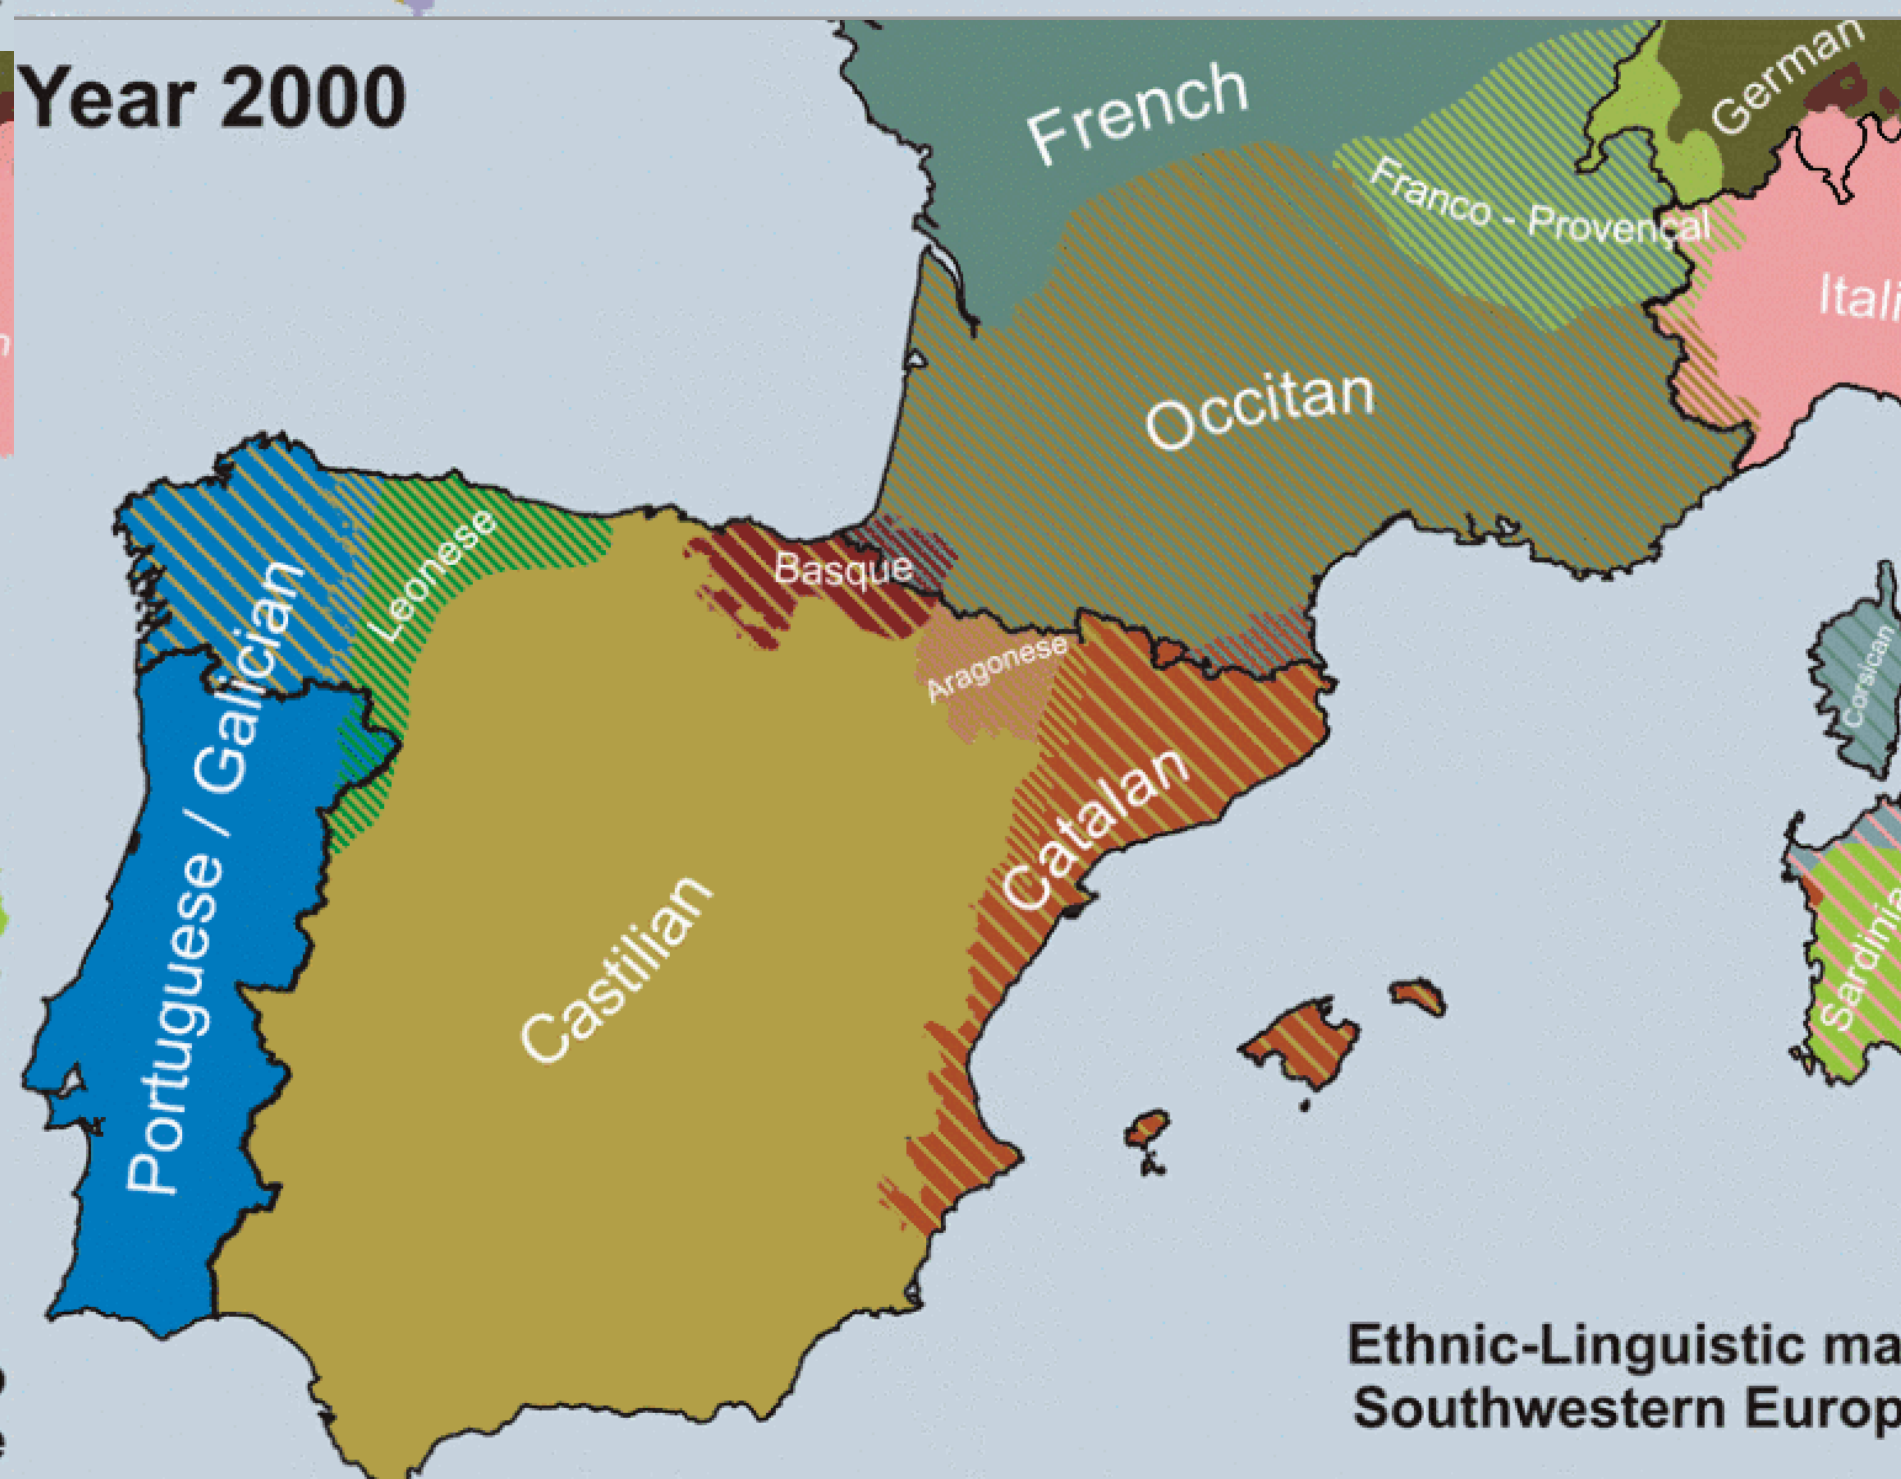 Year 2000
French
German
Franco - Provençal
Itali
Occitan
Leonese
Basque
Aragonese
Corsican
Portuguese / Galician
Catalan
Castilian
Sardinia
Ethnic-Linguistic ma
Southwestern Europ